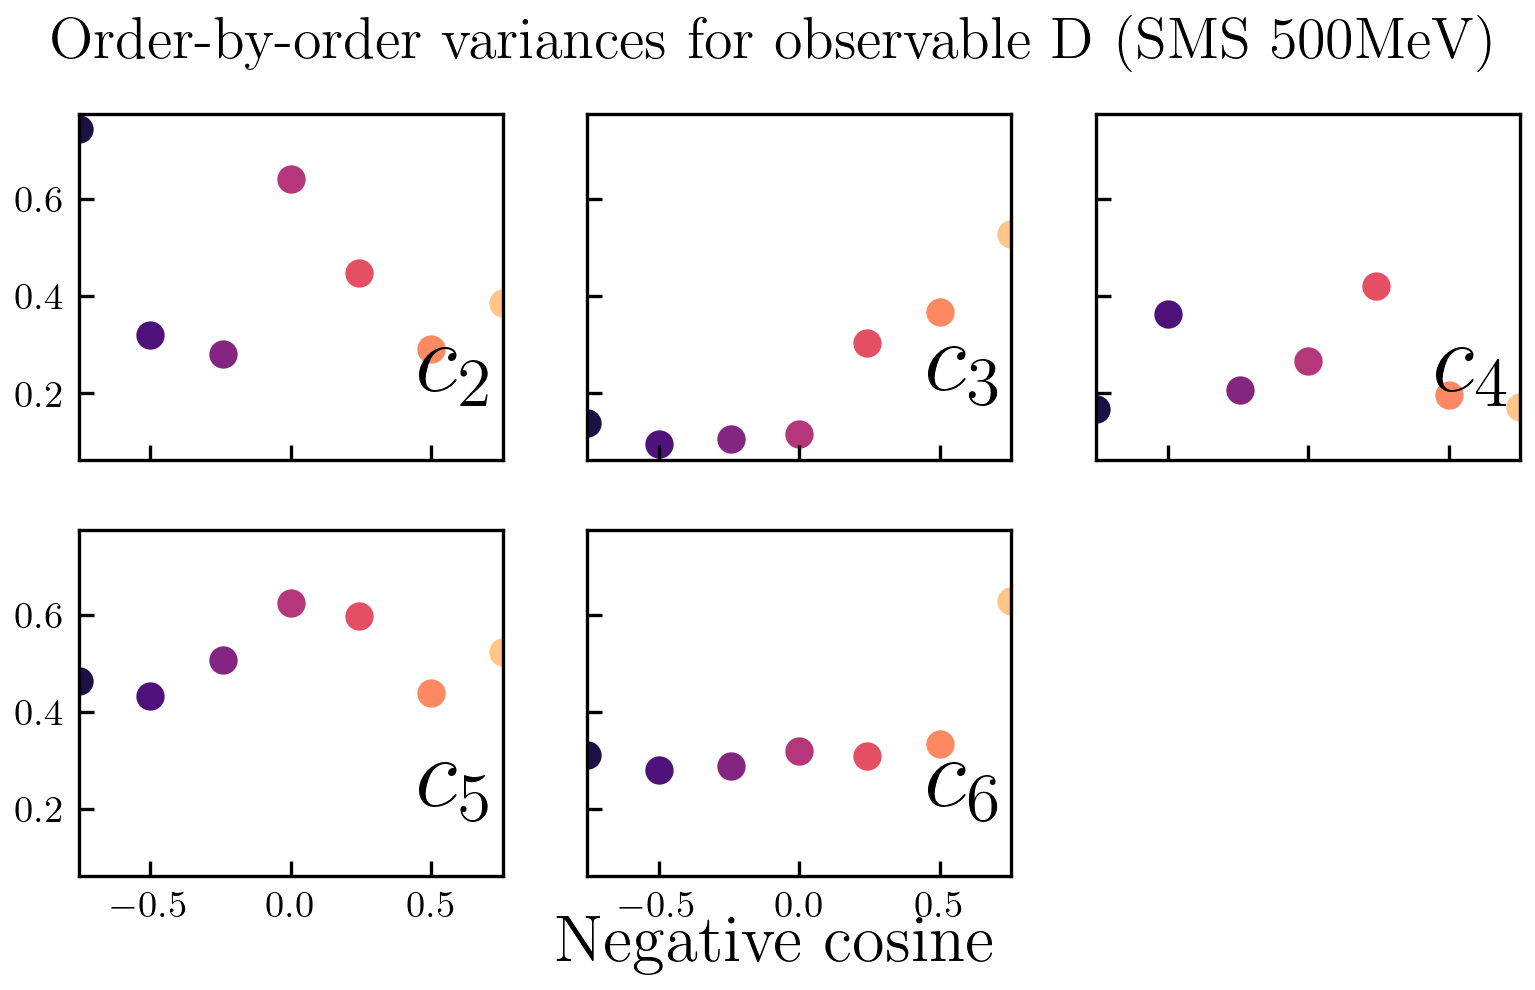 Order-by-order variances for observable D (SMS 500MeV)
0.6
0.4
0.2
c₂
c₃
c₄
0.6
0.4
0.2
c₅
c₆
−0.5 0.0 0.5
−0.5 0.0 0.5
Negative cosine